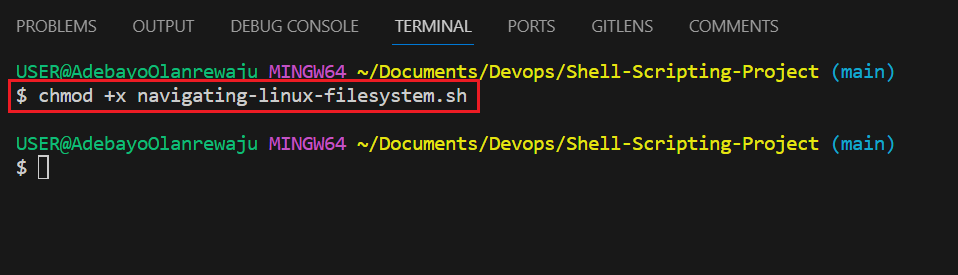 PROBLEMS OUTPUT DEBUG CONSOLE TERMINAL PORTS GITLENS COMMENTS
USER@AdebayoOlanrewaju MINGW64 ~/Documents/Devops/Shell-Scripting-Project (main)
$ chmod +x navigating-linux-filesystem.sh
USER@AdebayoOlanrewaju MINGW64 ~/Documents/Devops/Shell-Scripting-Project (main)
$